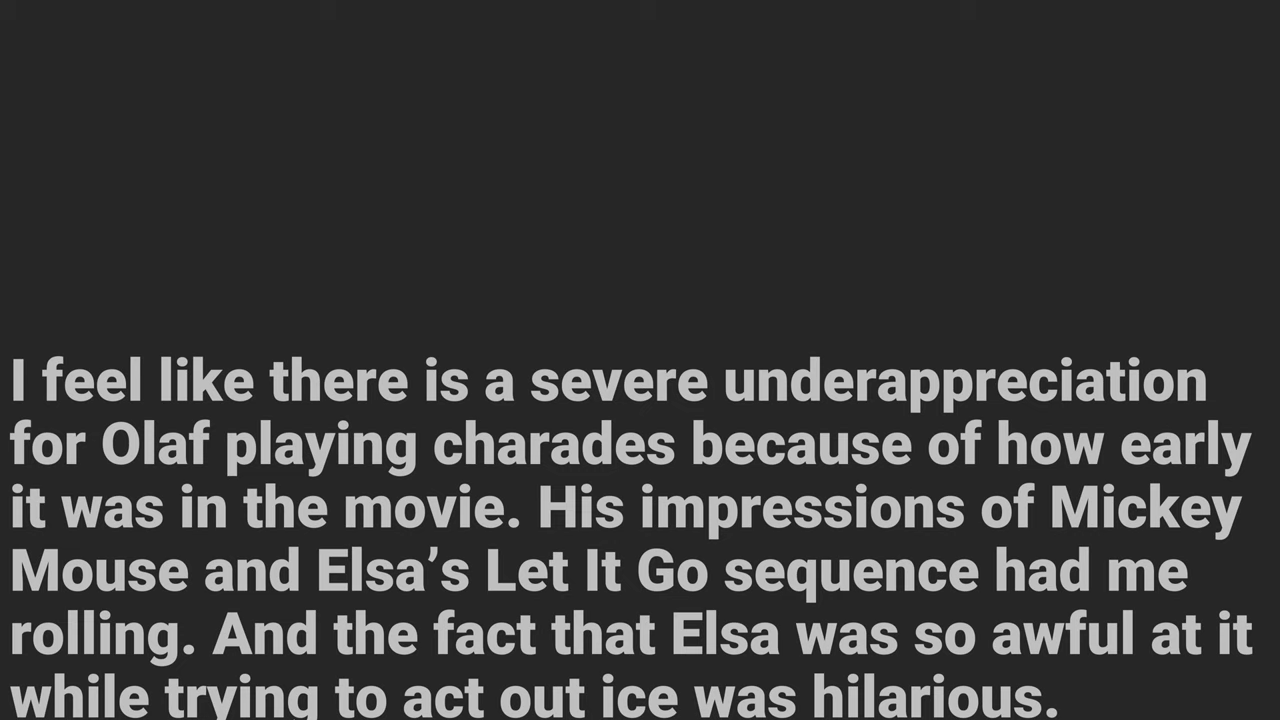 I feel like there is a severe underappreciation
for Olaf playing charades because of how early
it was in the movie. His impressions of Mickey
Mouse and Elsa’s Let It Go sequence had me
rolling. And the fact that Elsa was so awful at it
while trying to act out ice was hilarious.